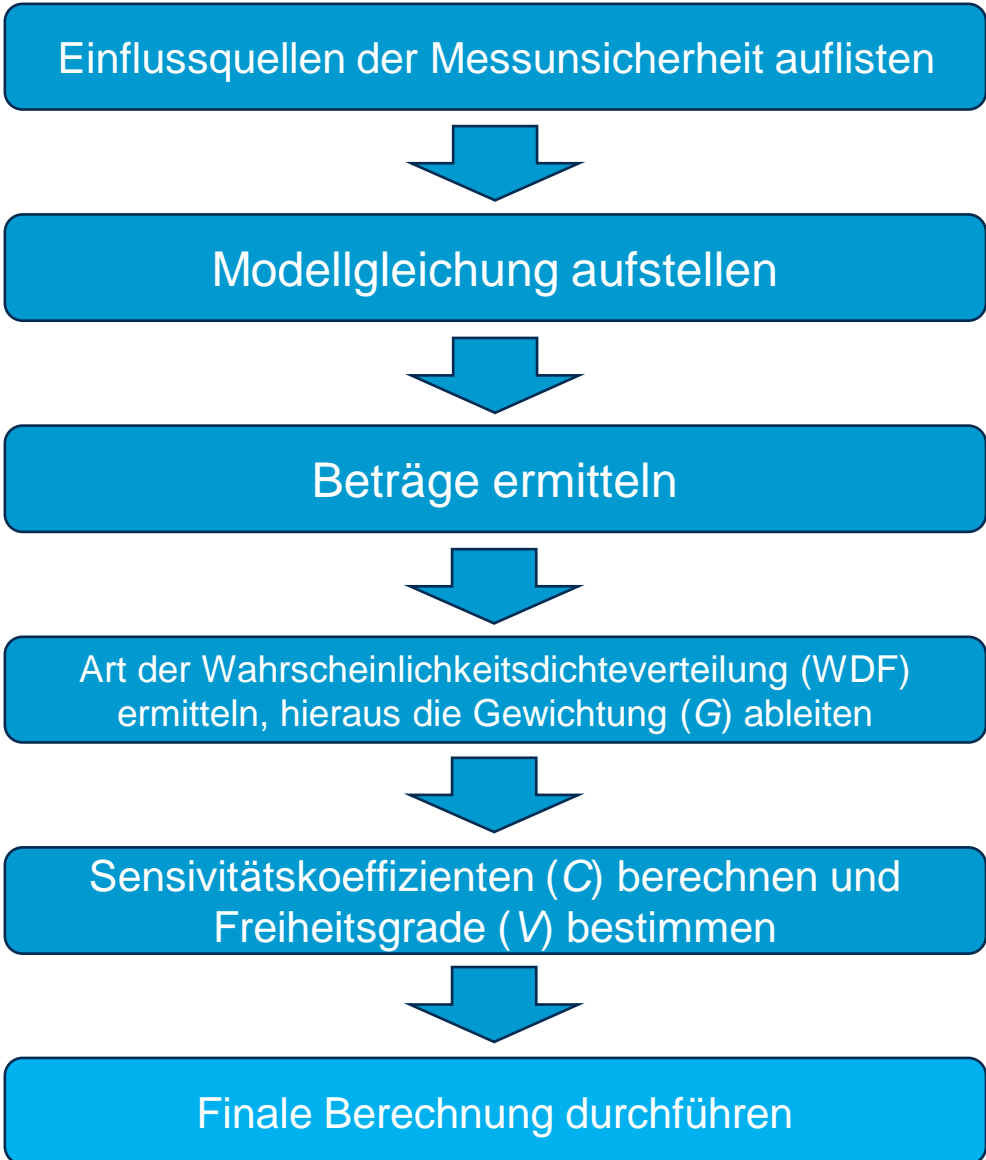 Einflussquellen der Messunsicherheit auflisten
Modellgleichung aufstellen
Beträge ermitteln
Art der Wahrscheinlichkeitsdichteverteilung (WDF)
ermitteln, hieraus die Gewichtung (G) ableiten
Sensivitätskoeffizienten (C) berechnen und
Freiheitsgrade (V) bestimmen
Finale Berechnung durchführen